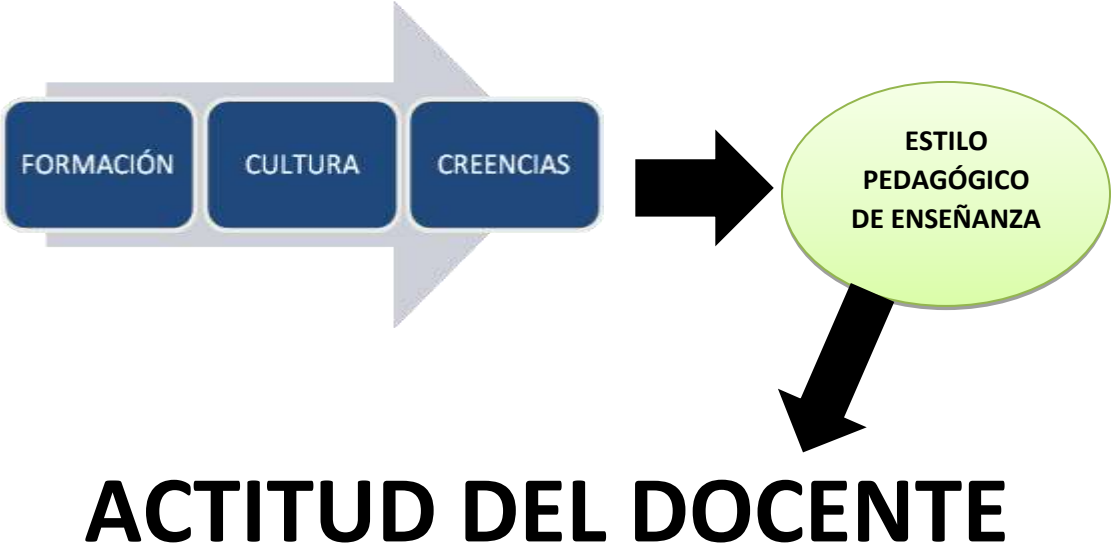 FORMACIÓN
CULTURA
CREENCIAS
ESTILO
PEDAGÓGICO
DE ENSEÑANZA
ACTITUD DEL DOCENTE